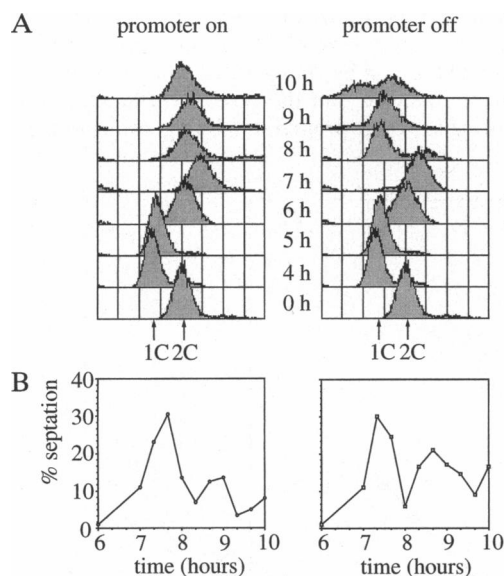 A
promoter on promoter off
10 h
9 h
8 h
7 h
6 h
5 h
4 h
0 h
1C 2C 1C 2C
B
% septation
40
30
20
10
0
6 7 8 9 10 6 7 8 9 10
time (hours) time (hours)